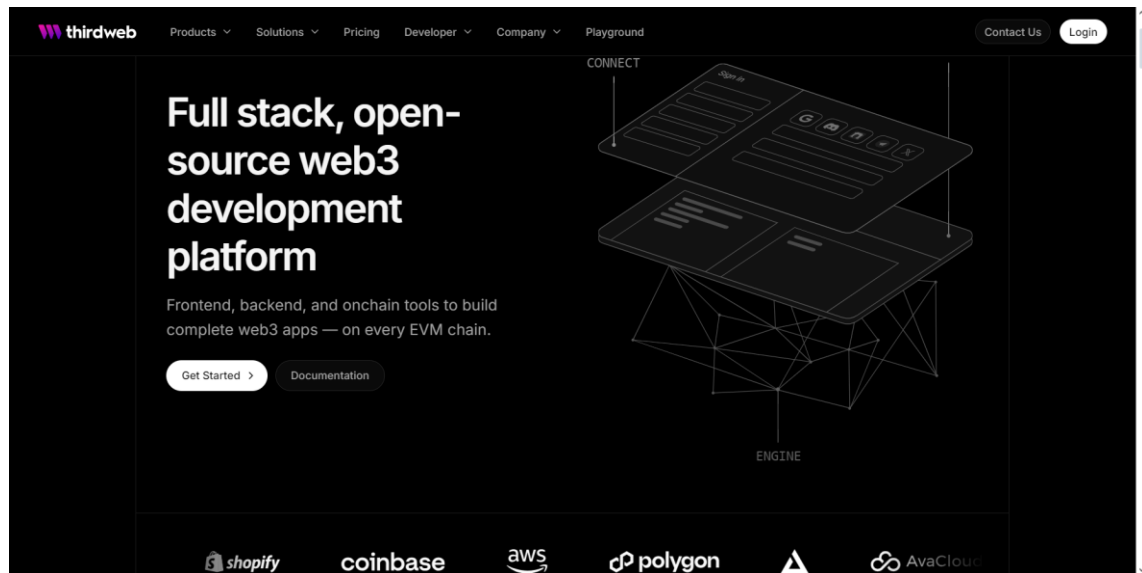 thirdweb Products Solutions Pricing Developer Company Playground Contact Us Login
CONNECT
Sign in
Full stack, open-
source web3
development
platform
Frontend, backend, and onchain tools to build
complete web3 apps — on every EVM chain.
Get Started Documentation
ENGINE
shopify coinbase aws polygon AvaCloud